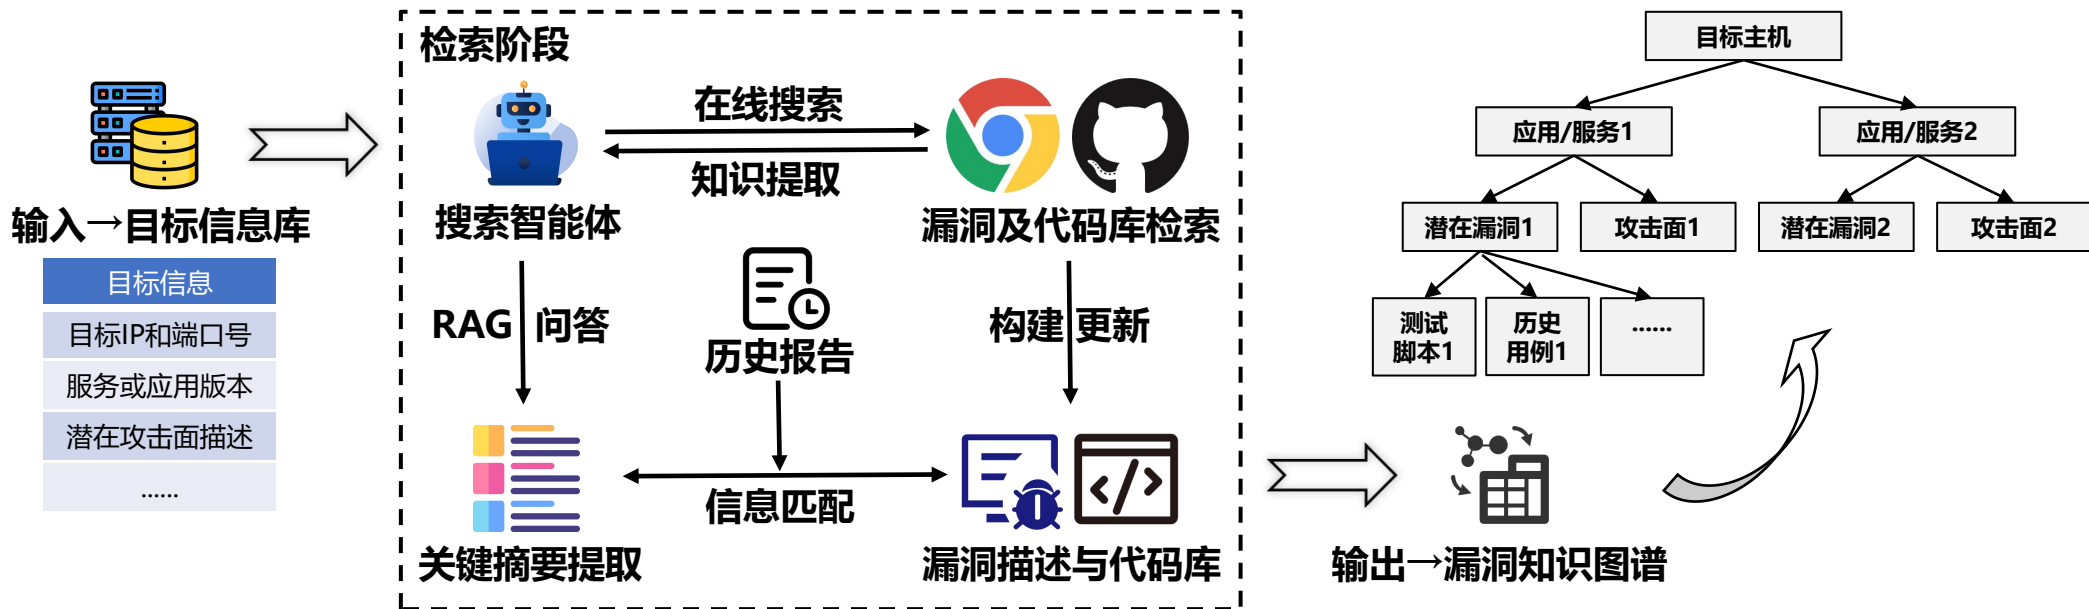 输入→目标信息库
目标信息
目标IP和端口号
服务或应用版本
潜在攻击面描述
......
检索阶段
在线搜索
知识提取
搜索智能体
漏洞及代码库检索
RAG 问答
历史报告
构建 更新
信息匹配
关键摘要提取
漏洞描述与代码库
目标主机
应用/服务1
应用/服务2
潜在漏洞1
攻击面1
潜在漏洞2
攻击面2
测试
脚本1
历史
用例1
......
输出→漏洞知识图谱